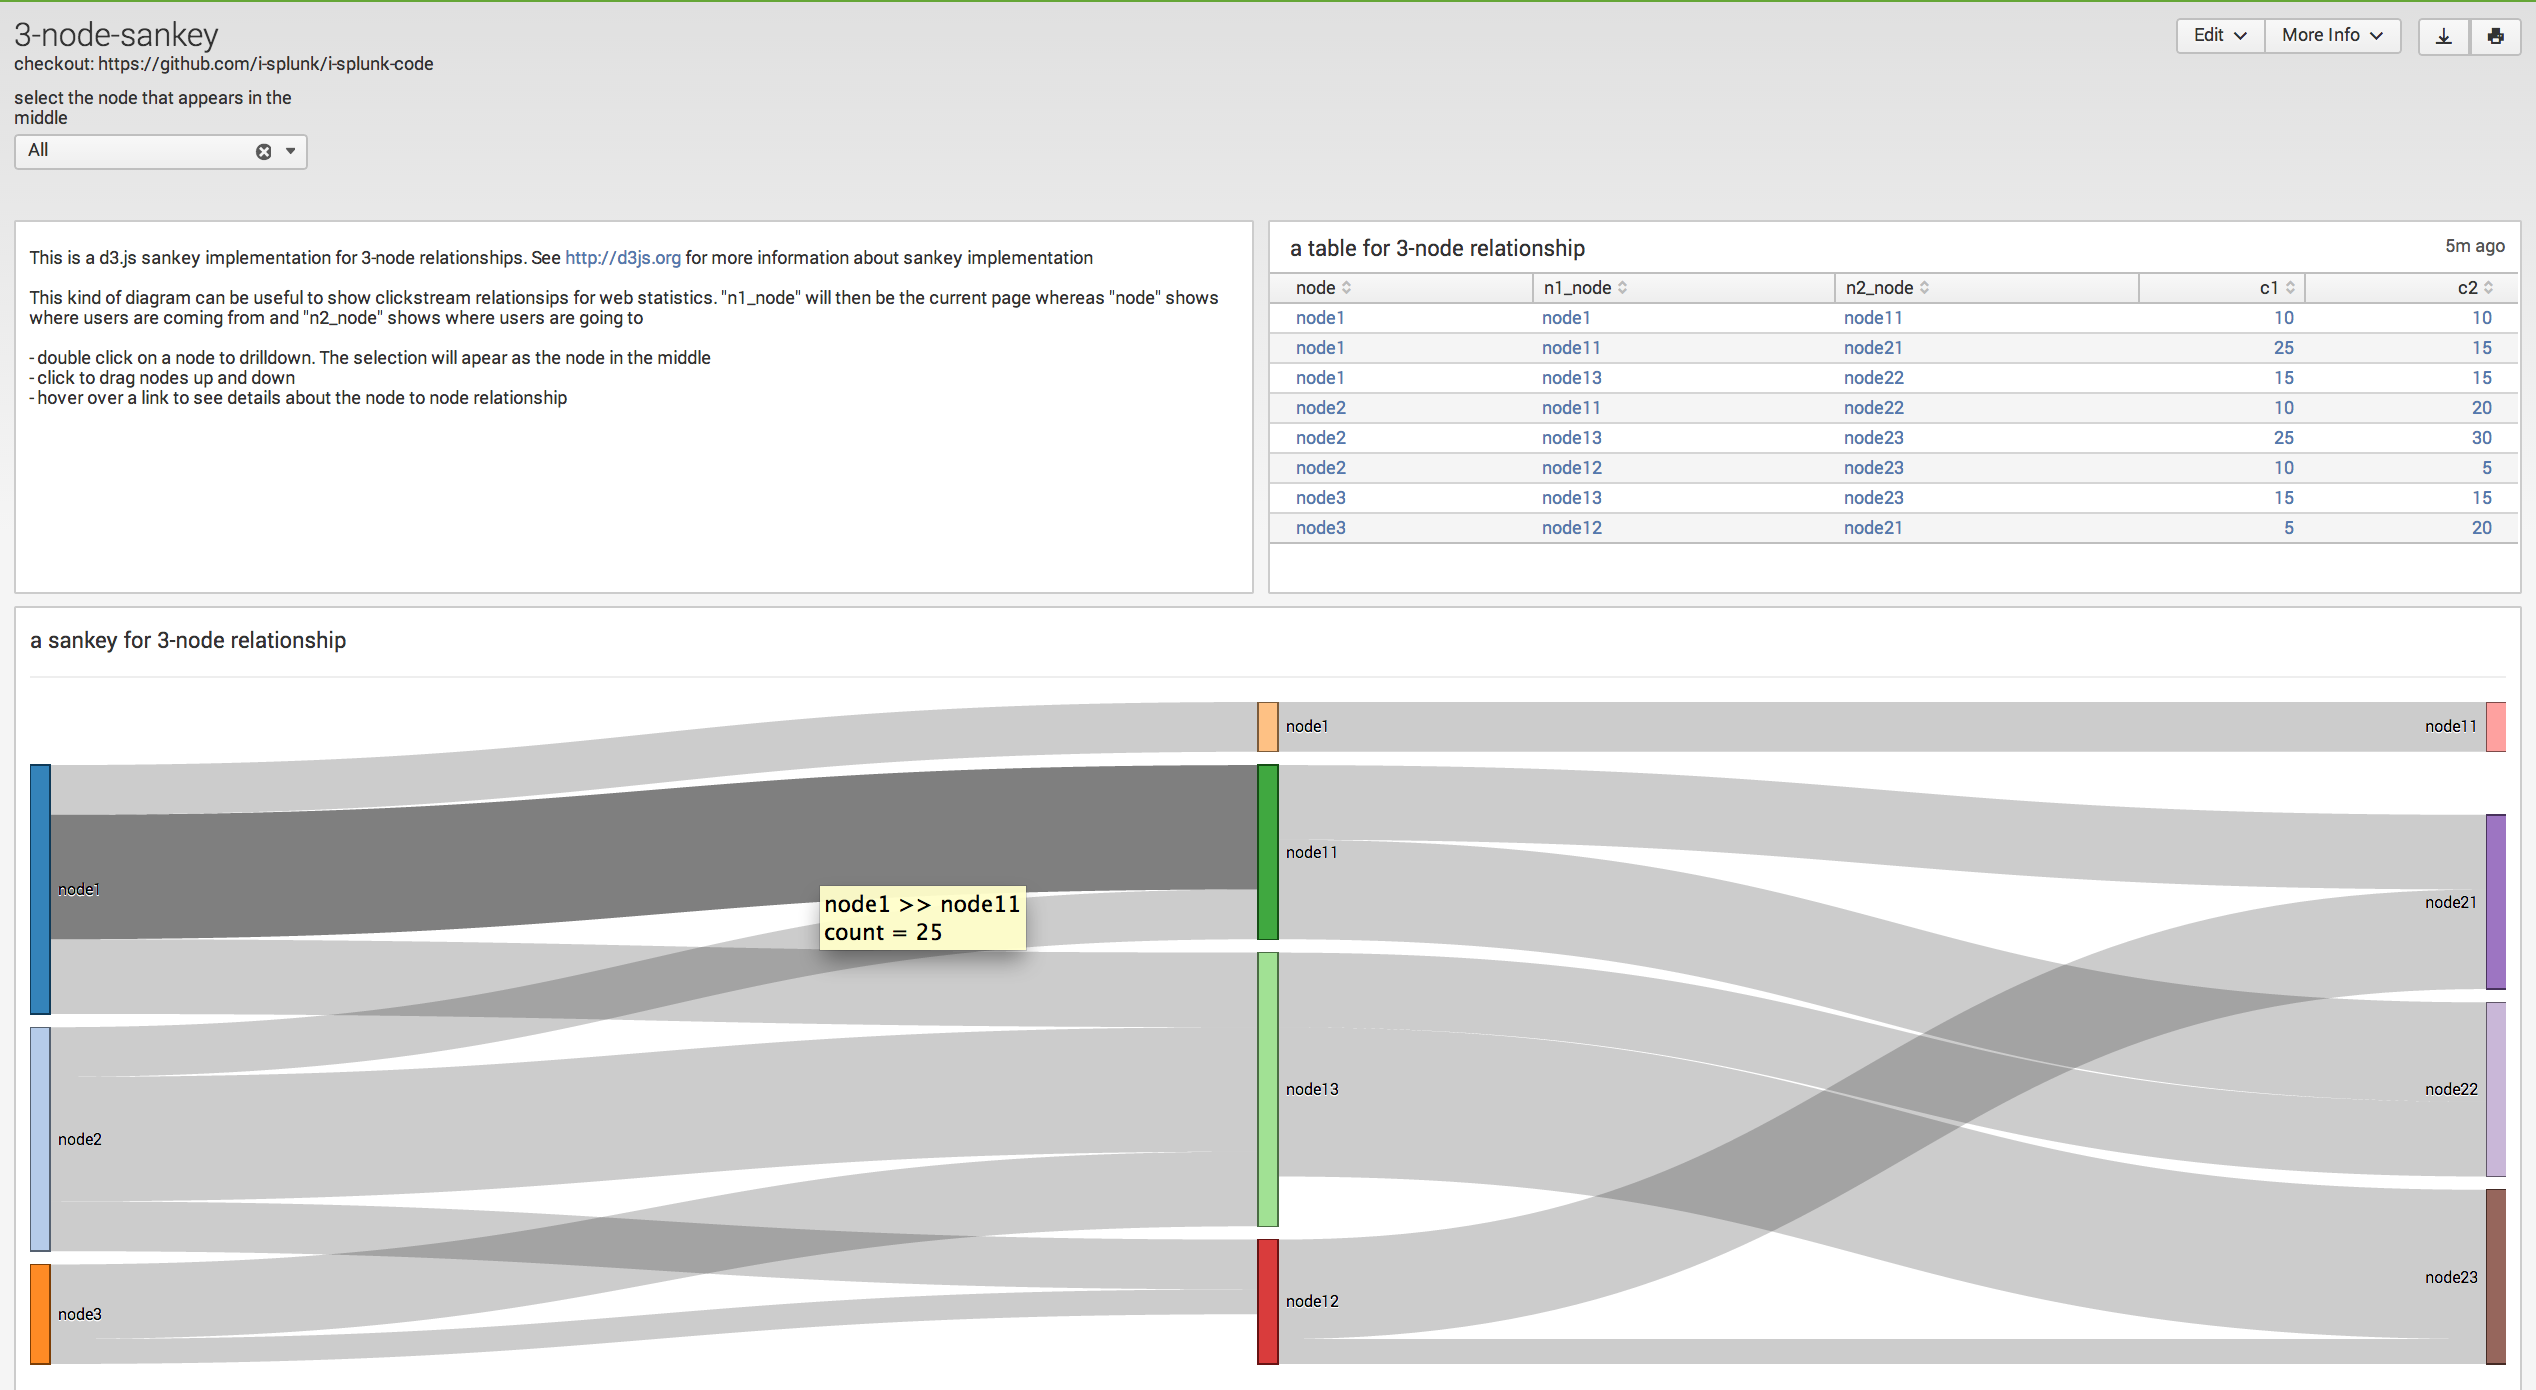 3-node-sankey
checkout: https://github.com/i-splunk/i-splunk-code
Edit
More Info
select the node that appears in the
middle
All
This is a d3.js sankey implementation for 3-node relationships. See http://d3js.org for more information about sankey implementation
This kind of diagram can be useful to show clickstream relationsips for web statistics. "n1_node" will then be the current page whereas "node" shows
where users are coming from and "n2_node" shows where users are going to
- double click on a node to drilldown. The selection will apear as the node in the middle
- click to drag nodes up and down
- hover over a link to see details about the node to node relationship
a table for 3-node relationship
5m ago
node n1_node n2_node c1 c2
node1 node1 node11 10 10
node1 node11 node21 25 15
node1 node13 node22 15 15
node2 node11 node22 10 20
node2 node13 node23 25 30
node2 node12 node23 10 5
node3 node13 node23 15 15
node3 node12 node21 5 20
a sankey for 3-node relationship
node1
node2
node3
node1 >> node11
count = 25
node1
node11
node13
node12
node11
node21
node22
node23